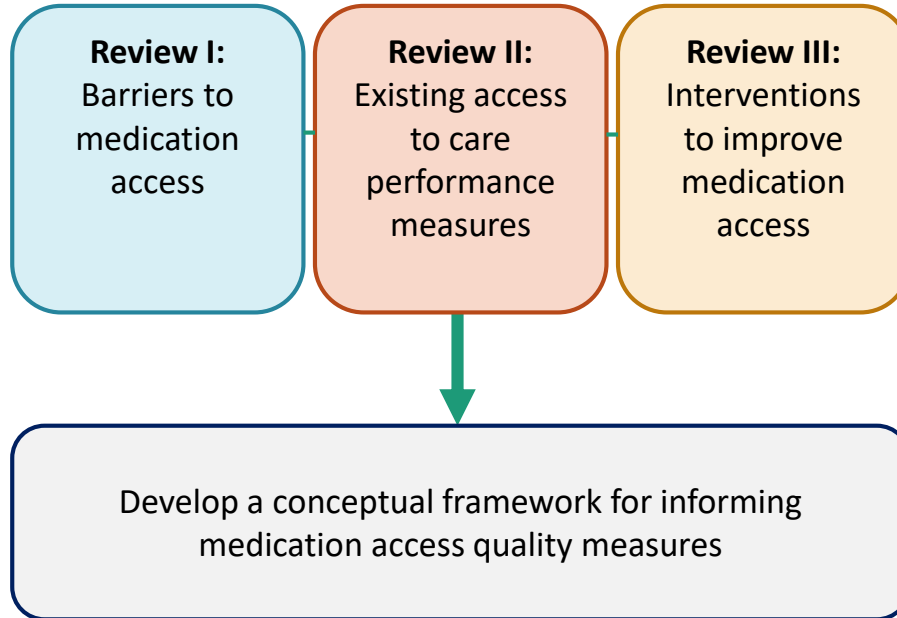 Review I:
Barriers to
medication
access
Review II:
Existing access
to care
performance
measures
Review III:
Interventions
to improve
medication
access
Develop a conceptual framework for informing
medication access quality measures